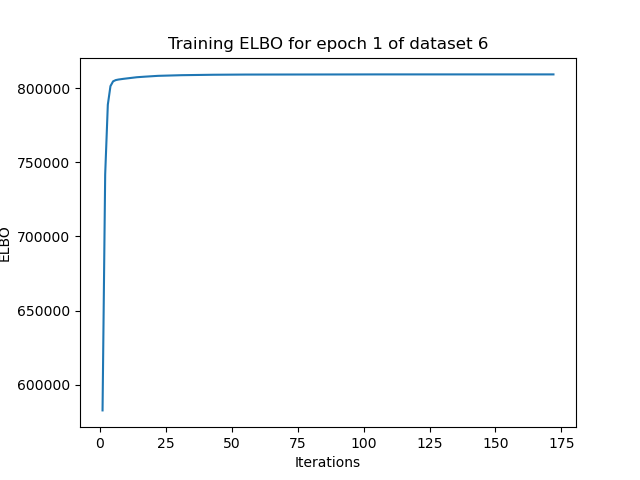 Training ELBO for epoch 1 of dataset 6
800000
750000
700000
650000
600000
ELBO
0 25 50 75 100 125 150 175
Iterations